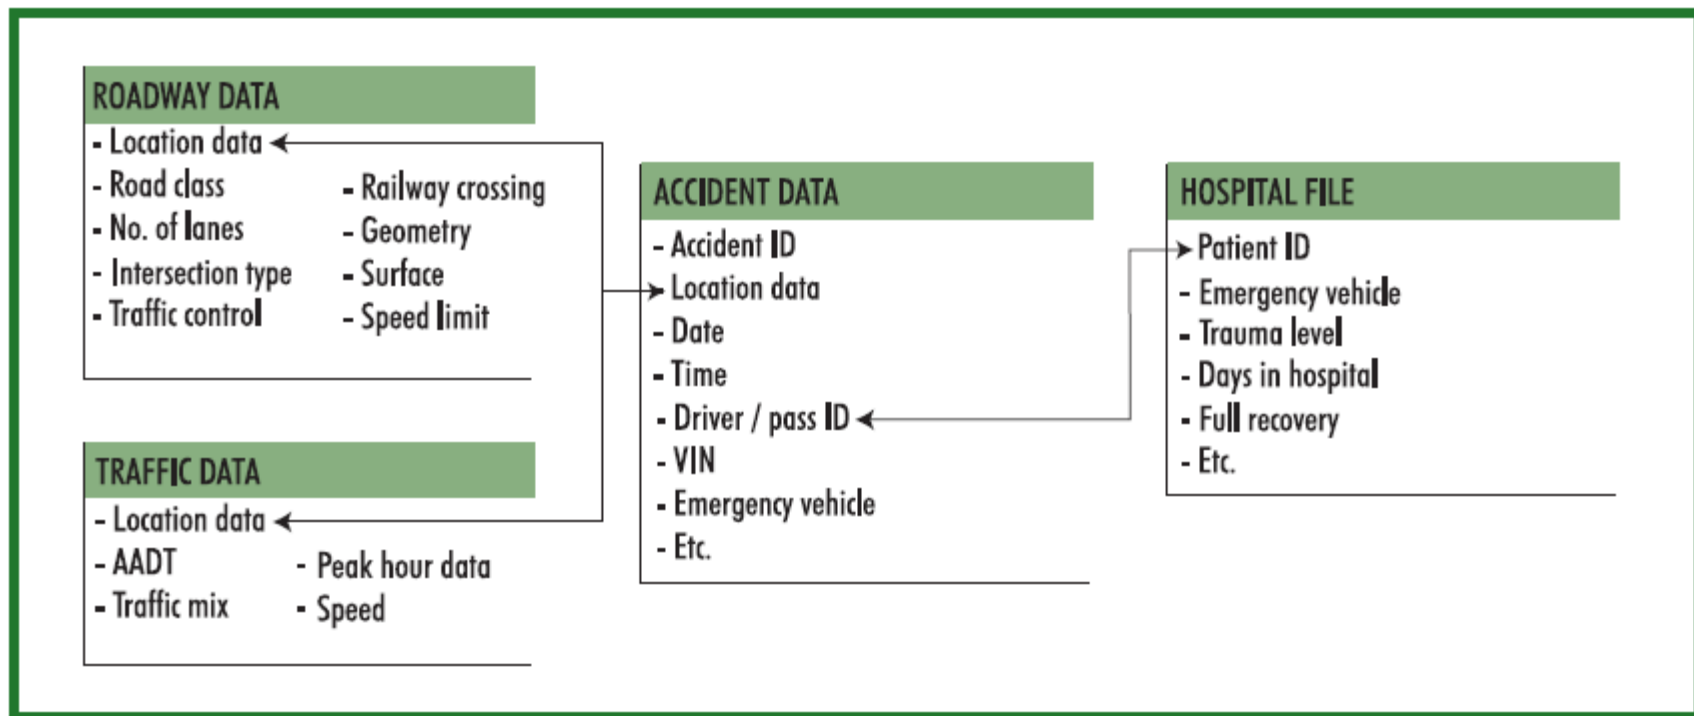 ROADWAY DATA
- Location data
- Road class
- No. of lanes
- Intersection type
- Traffic control
- Railway crossing
- Geometry
- Surface
- Speed limit
TRAFFIC DATA
- Location data
- AADT
- Traffic mix
- Peak hour data
- Speed
ACCIDENT DATA
- Accident ID
- Location data
- Date
- Time
- Driver / pass ID
- VIN
- Emergency vehicle
- Etc.
HOSPITAL FILE
Patient ID
- Emergency vehicle
- Trauma level
- Days in hospital
- Full recovery
- Etc.